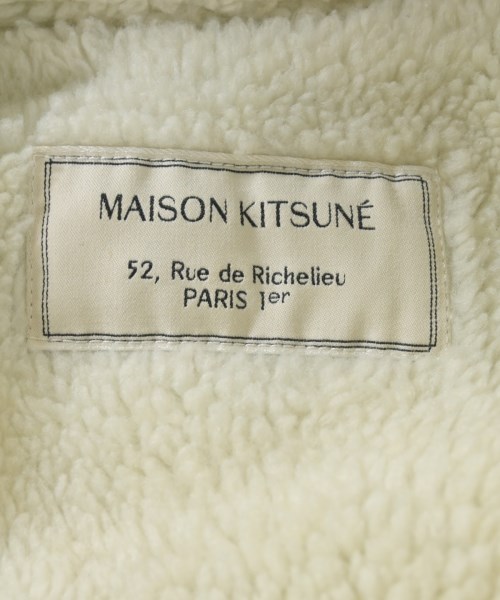 MAISON KITSUNÉ
52, Rue de Richelieu
PARIS 1er